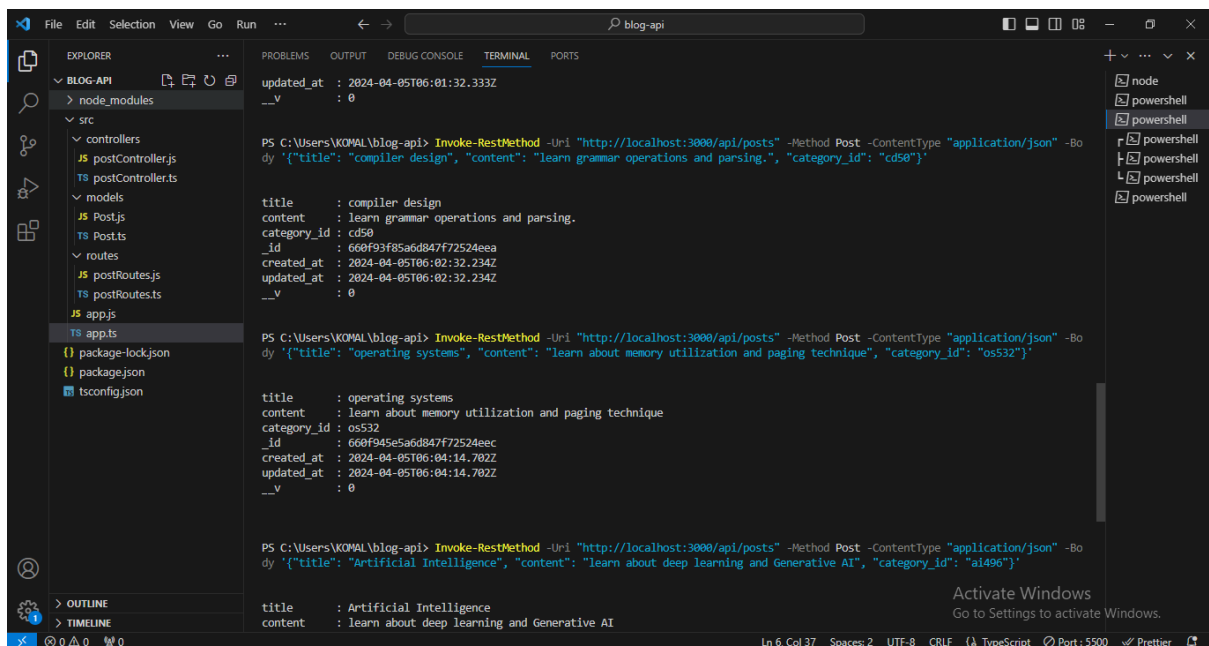 File Edit Selection View Go Run ··· blog-api
EXPLORER ···
BLOG-API
node_modules
src
controllers
JS postController.js
TS postController.ts
models
JS Post.js
TS Post.ts
routes
JS postRoutes.js
TS postRoutes.ts
JS app.js
TS app.ts
{} package-lock.json
{} package.json
TS tsconfig.json
OUTLINE
TIMELINE
PROBLEMS OUTPUT DEBUG CONSOLE TERMINAL PORTS
updated_at : 2024-04-05T06:01:32.333Z
__v : 0
PS C:\Users\KOMAL\blog-api> Invoke-RestMethod -Uri "http://localhost:3000/api/posts" -Method Post -ContentType "application/json" -Bo
dy '{"title": "compiler design", "content": "learn grammar operations and parsing.", "category_id": "cd50"}'
title : compiler design
content : learn grammar operations and parsing.
category_id : cd50
_id : 660f93f85a6d847f72524eea
created_at : 2024-04-05T06:02:32.234Z
updated_at : 2024-04-05T06:02:32.234Z
__v : 0
PS C:\Users\KOMAL\blog-api> Invoke-RestMethod -Uri "http://localhost:3000/api/posts" -Method Post -ContentType "application/json" -Bo
dy '{"title": "operating systems", "content": "learn about memory utilization and paging technique", "category_id": "os532"}'
title : operating systems
content : learn about memory utilization and paging technique
category_id : os532
_id : 660f945e5a6d847f72524eec
created_at : 2024-04-05T06:04:14.702Z
updated_at : 2024-04-05T06:04:14.702Z
__v : 0
PS C:\Users\KOMAL\blog-api> Invoke-RestMethod -Uri "http://localhost:3000/api/posts" -Method Post -ContentType "application/json" -Bo
dy '{"title": "Artificial Intelligence", "content": "learn about deep learning and Generative AI", "category_id": "ai496"}'
title : Artificial Intelligence
content : learn about deep learning and Generative AI
node
powershell
powershell
powershell
powershell
powershell
powershell
Activate Windows
Go to Settings to activate Windows.
1
0 0 0 Ln 6, Col 37 Spaces: 2 UTF-8 CRLF TypeScript Port : 5500 Prettier